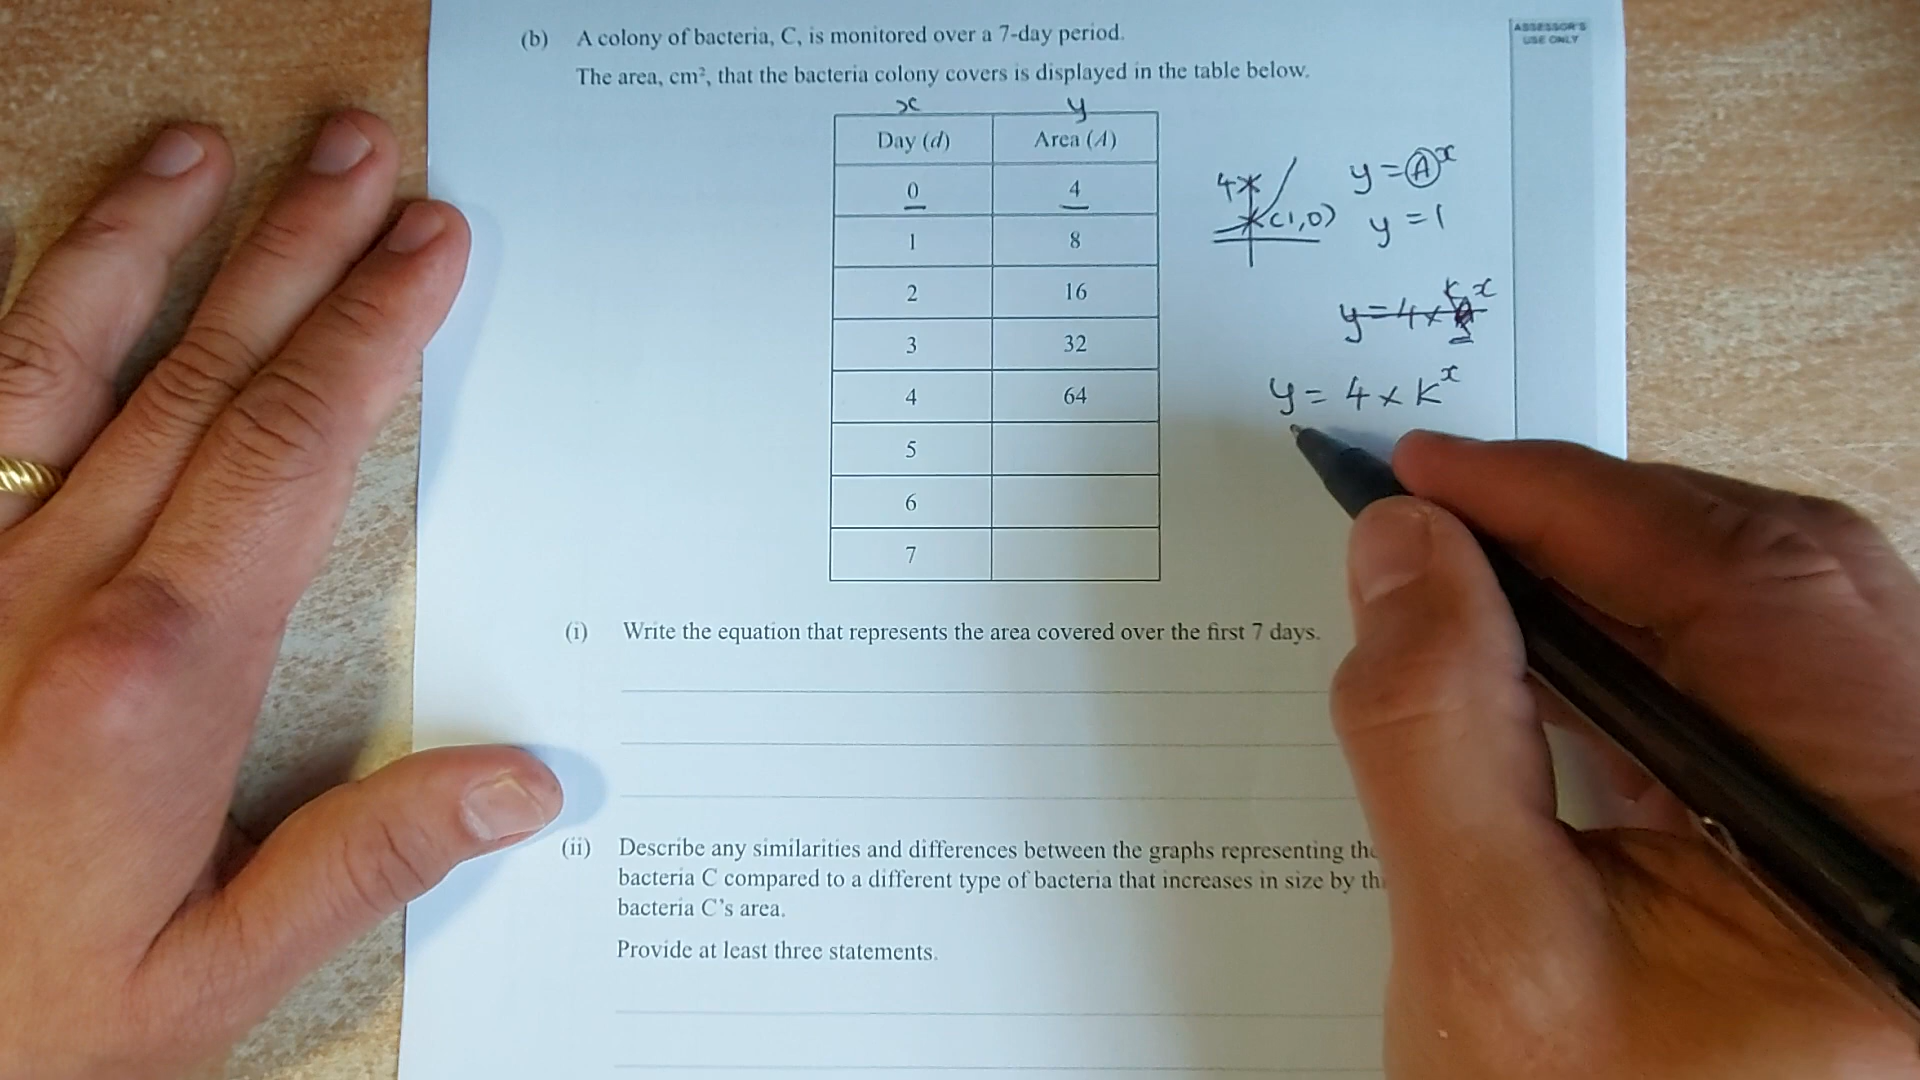 (b) A colony of bacteria, C, is monitored over a 7-day period.
The area, cm², that the bacteria colony covers is displayed in the table below.
ASSESSOR'S
USE ONLY
x y
Day (d) Area (A)
0 4
1 8
2 16
3 32
4 64
5
6
7
4
(1,0)
y = A^x
y = 1
y = 4 × k^x
(i) Write the equation that represents the area covered over the first 7 days.
(ii) Describe any similarities and differences between the graphs representing the
bacteria C compared to a different type of bacteria that increases in size by
bacteria C's area.
Provide at least three statements.